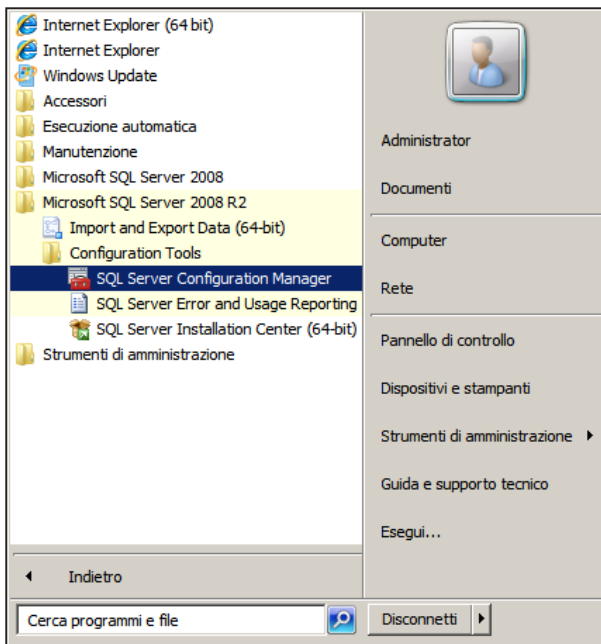 Internet Explorer (64 bit)
Internet Explorer
Windows Update
Accessori
Esecuzione automatica
Manutenzione
Microsoft SQL Server 2008
Microsoft SQL Server 2008 R2
Import and Export Data (64-bit)
Configuration Tools
SQL Server Configuration Manager
SQL Server Error and Usage Reporting
SQL Server Installation Center (64-bit)
Strumenti di amministrazione
Indietro
Cerca programmi e file
Administrator
Documenti
Computer
Rete
Pannello di controllo
Dispositivi e stampanti
Strumenti di amministrazione
Guida e supporto tecnico
Esegui...
Disconnetti